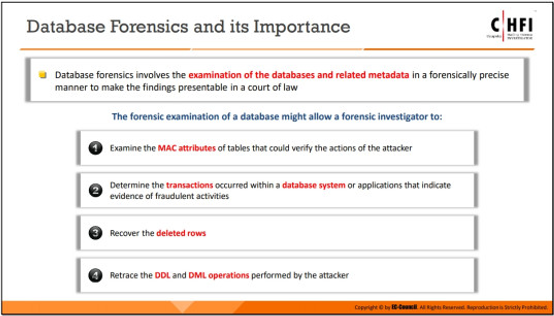 Database Forensics and its Importance
C|HFI
Database forensics involves the examination of the databases and related metadata in a forensically precise
manner to make the findings presentable in a court of law
The forensic examination of a database might allow a forensic investigator to:
1 Examine the MAC attributes of tables that could verify the actions of the attacker
2 Determine the transactions occurred within a database system or applications that indicate
evidence of fraudulent activities
3 Recover the deleted rows
4 Retrace the DDL and DML operations performed by the attacker
Copyright © by EC-Council. All Rights Reserved. Reproduction is Strictly Prohibited.